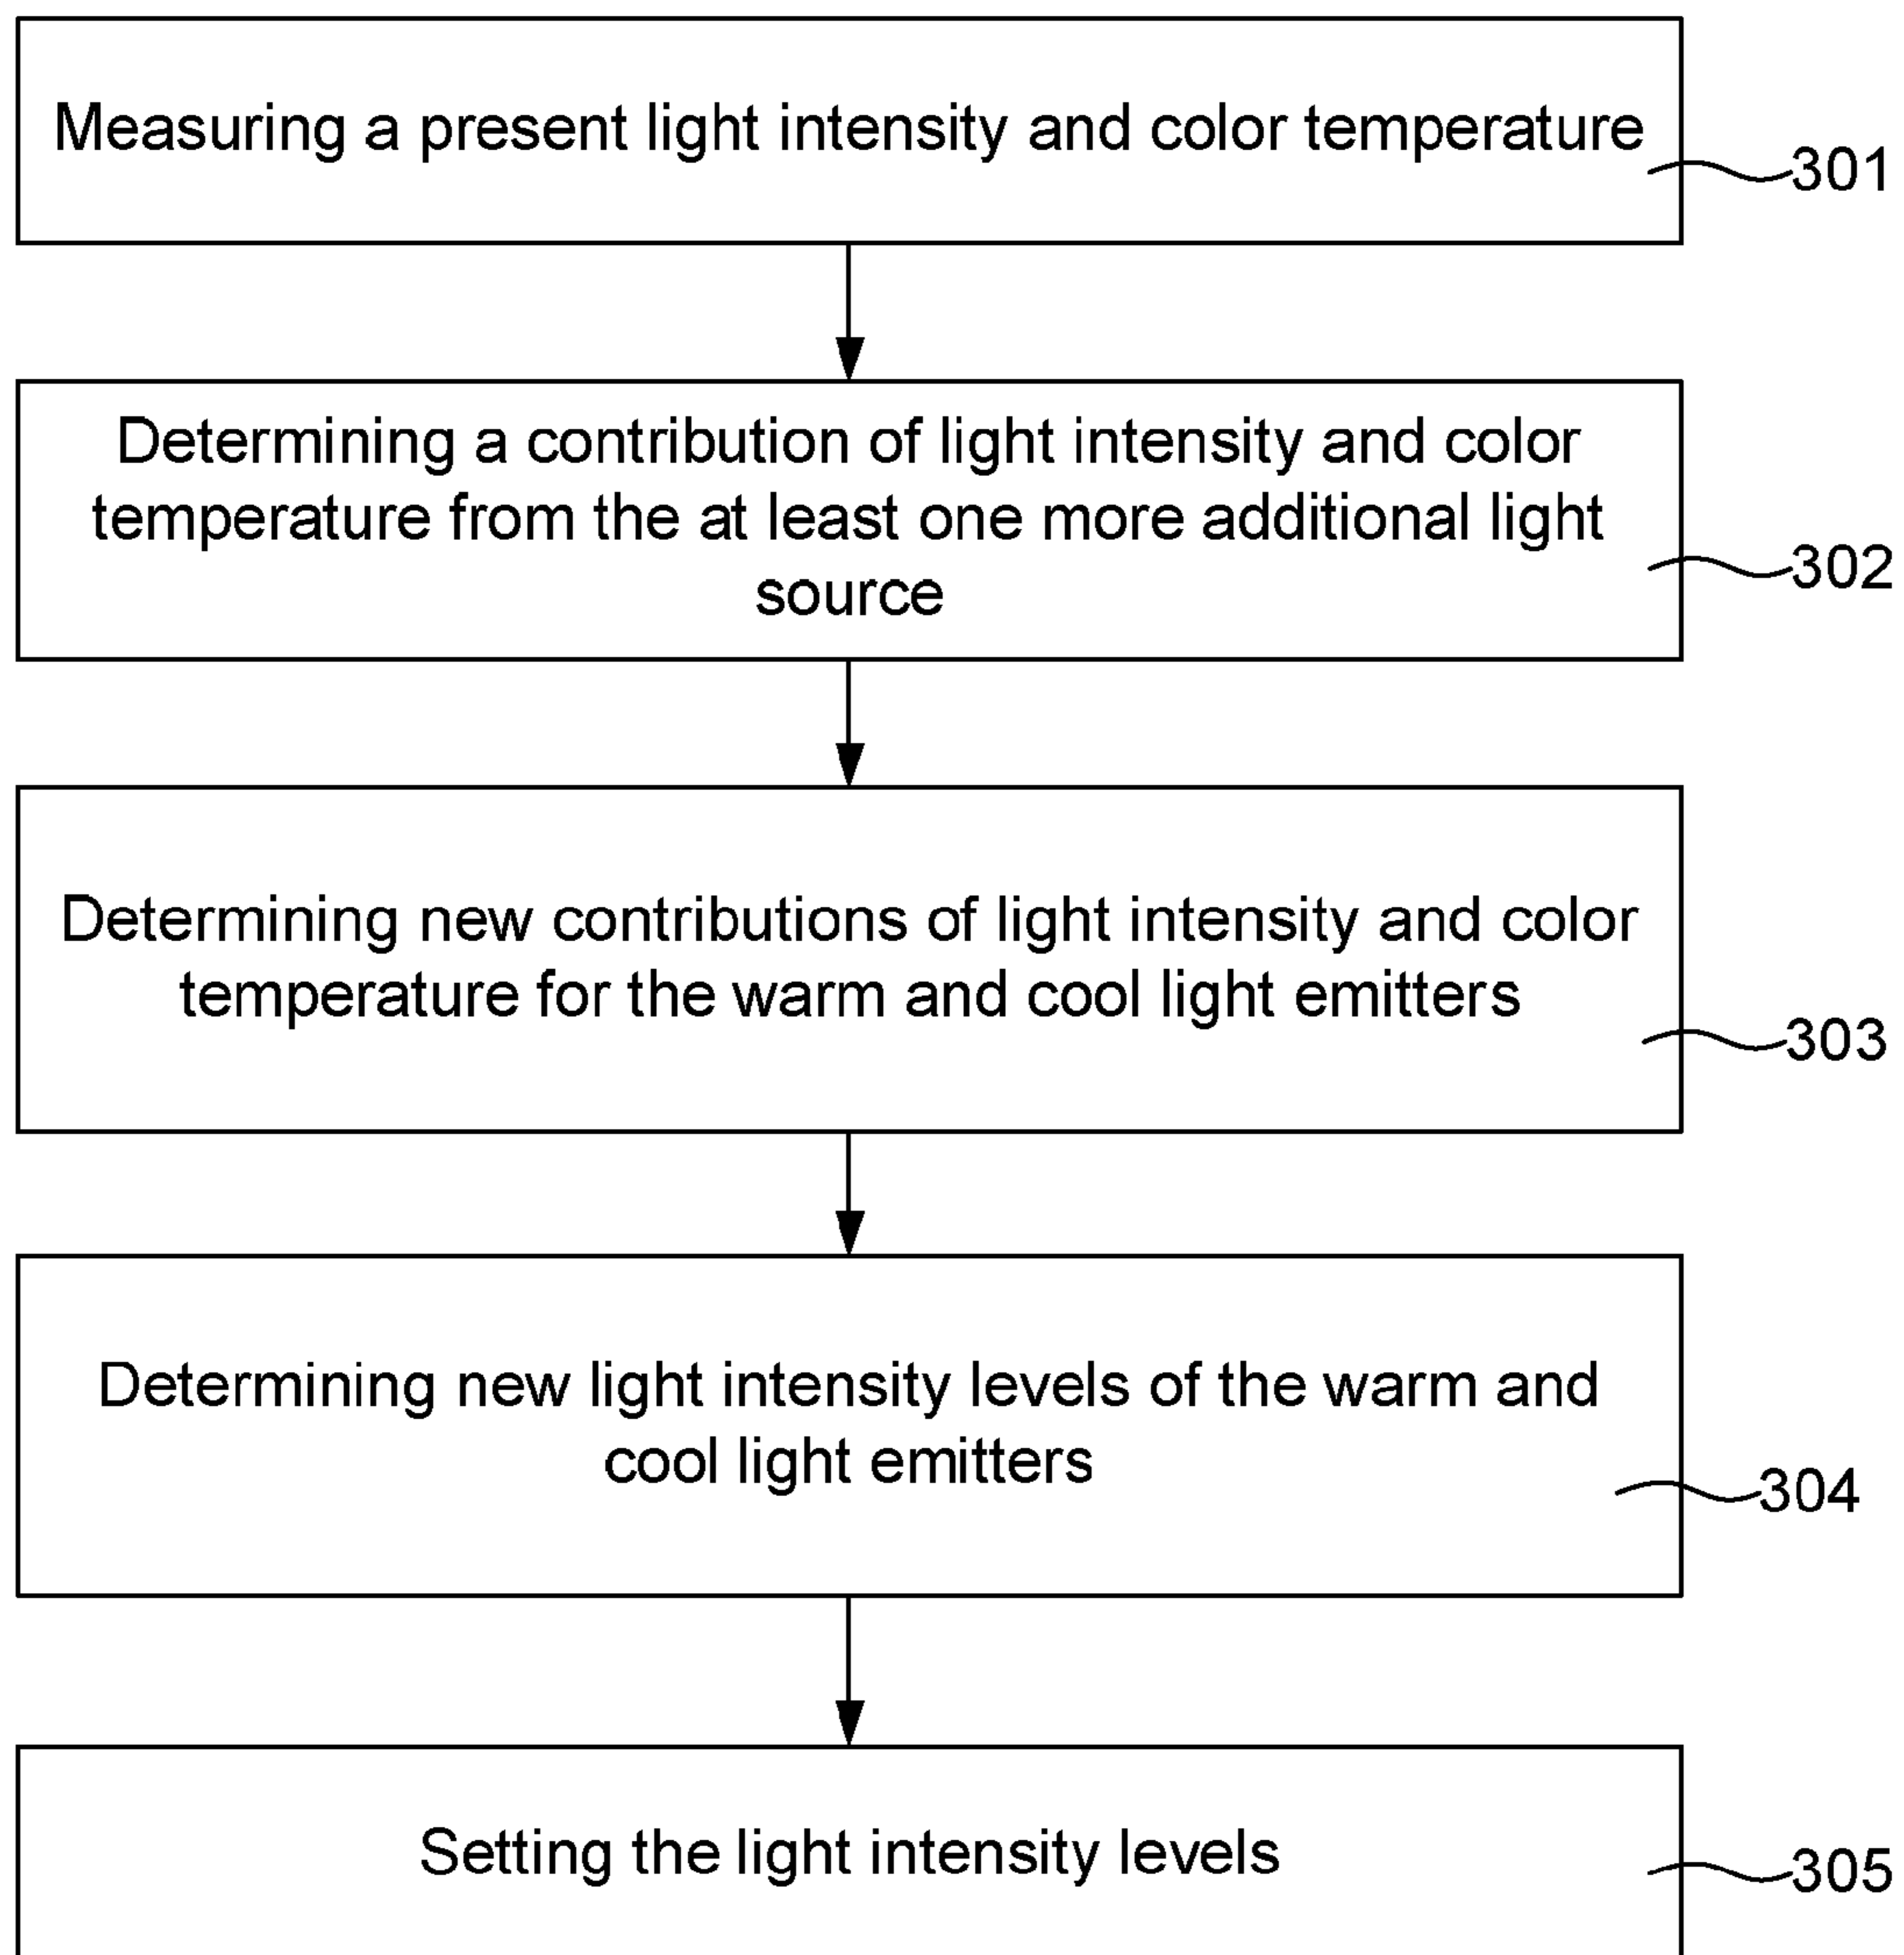 Measuring a present light intensity and color temperature
301
Determining a contribution of light intensity and color
temperature from the at least one more additional light
source
302
Determining new contributions of light intensity and color
temperature for the warm and cool light emitters
303
Determining new light intensity levels of the warm and
cool light emitters
304
Setting the light intensity levels
305